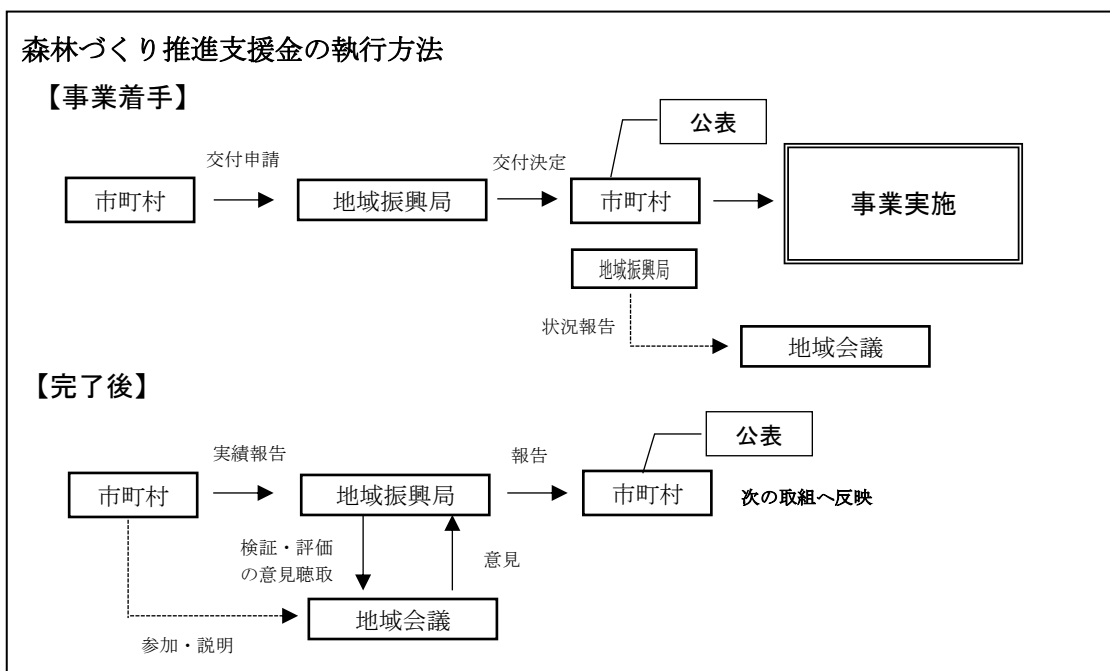 森林づくり推進支援金の執行方法
【事業着手】
公表
交付申請
交付決定
市町村
地域振興局
市町村
事業実施
地域振興局
状況報告
地域会議
【完了後】
公表
実績報告
報告
市町村
地域振興局
市町村
次の取組へ反映
検証・評価
の意見聴取
意見
地域会議
参加・説明